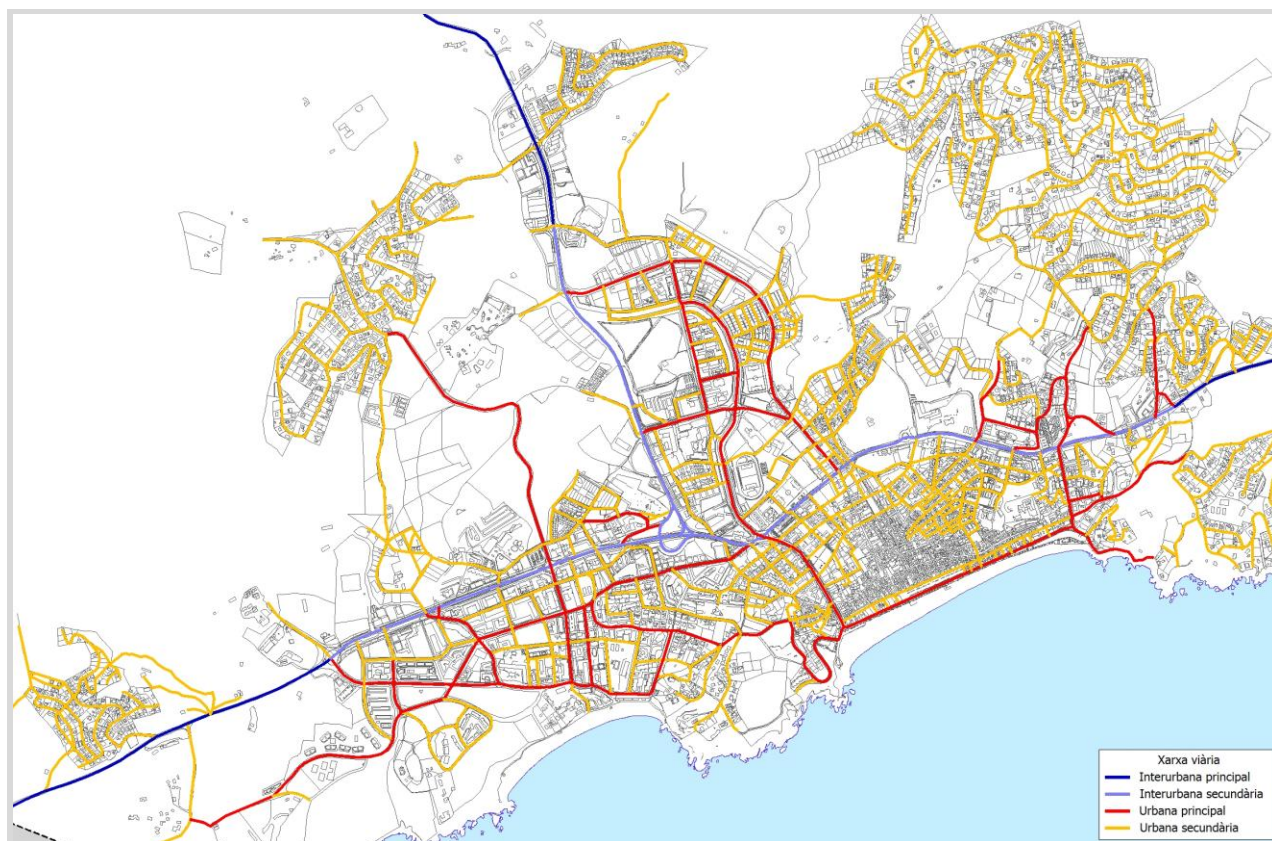 Xarxa viària
Interurbana principal
Interurbana secundària
Urbana principal
Urbana secundària